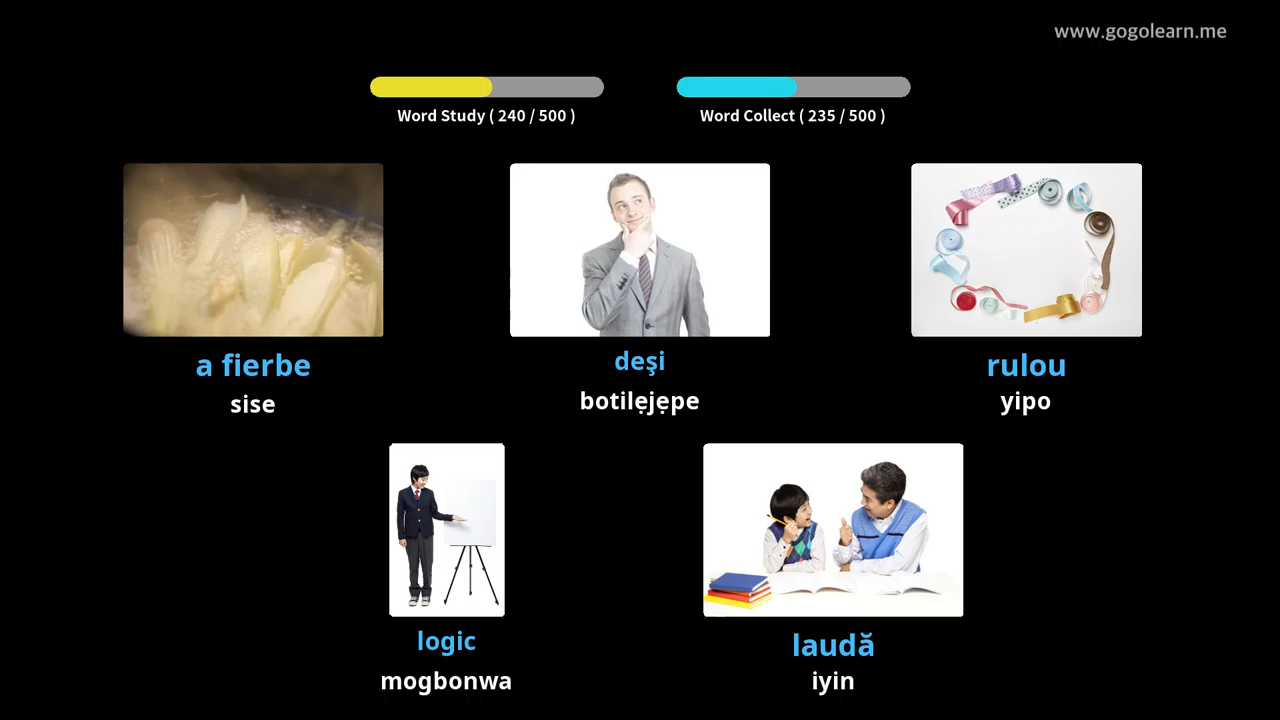 www.gogolearn.me
Word Study ( 240 / 500 )
Word Collect ( 235 / 500 )
a fierbe
sise
deşi
botilẹjẹpe
rulou
yipo
logic
mogbonwa
laudă
iyin